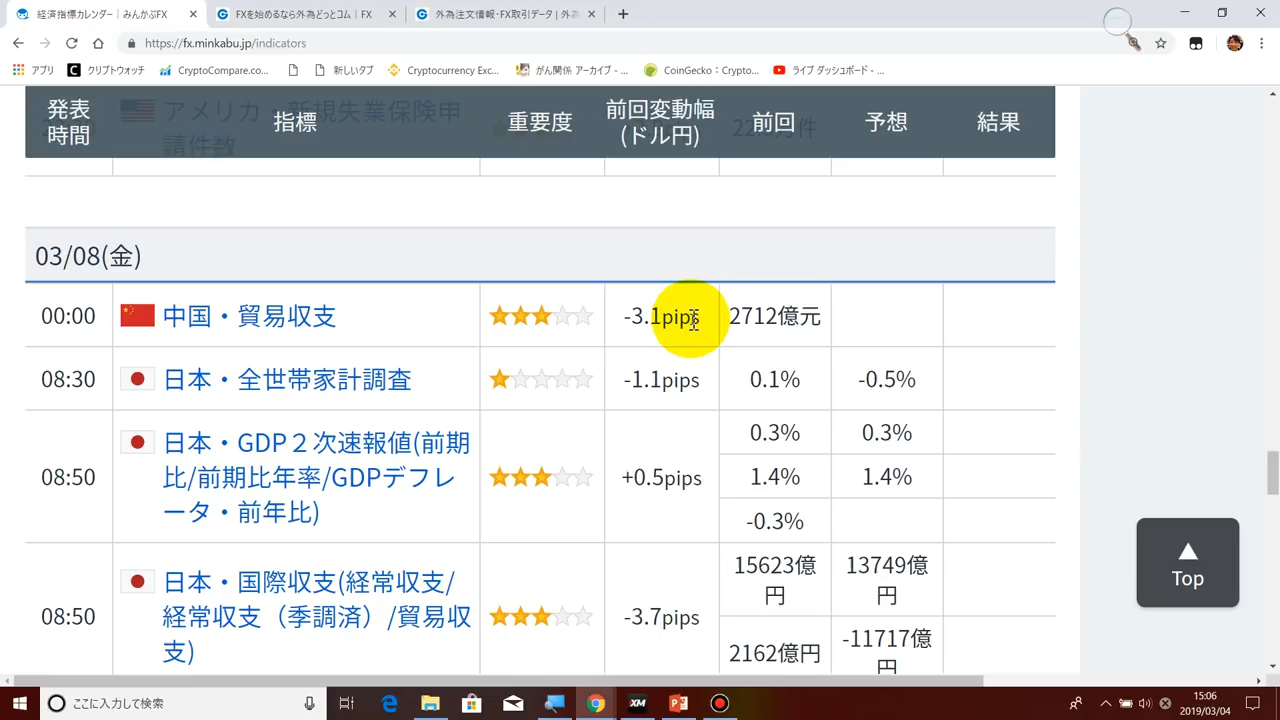 経済指標カレンダー｜みんかぶFX
FXを始めるなら外為どっとコム｜FX
外為注文情報･FX取引データ | 外為
https://fx.minkabu.jp/indicators
アプリ
クリプトウォッチ
CryptoCompare.co...
新しいタブ
Cryptocurrency Exc...
がん関係 アーカイブ - ...
CoinGecko：Crypto...
ライブ ダッシュボード - ...
アメリカ・新規失業保険申
請件数
発表
時間
指標
重要度
前回変動幅
(ドル円)
前回
予想
結果
03/08(金)
00:00
中国・貿易収支
-3.1pips
2712億元
08:30
日本・全世帯家計調査
-1.1pips
0.1%
-0.5%
08:50
日本・GDP２次速報値(前期
比/前期比年率/GDPデフレ
ータ・前年比)
+0.5pips
0.3%
0.3%
1.4%
1.4%
-0.3%
08:50
日本・国際収支(経常収支/
経常収支（季調済）/貿易収
支)
-3.7pips
15623億
円
13749億
円
2162億円
-11717億
円
Top
ここに入力して検索
XM
15:06
2019/03/04